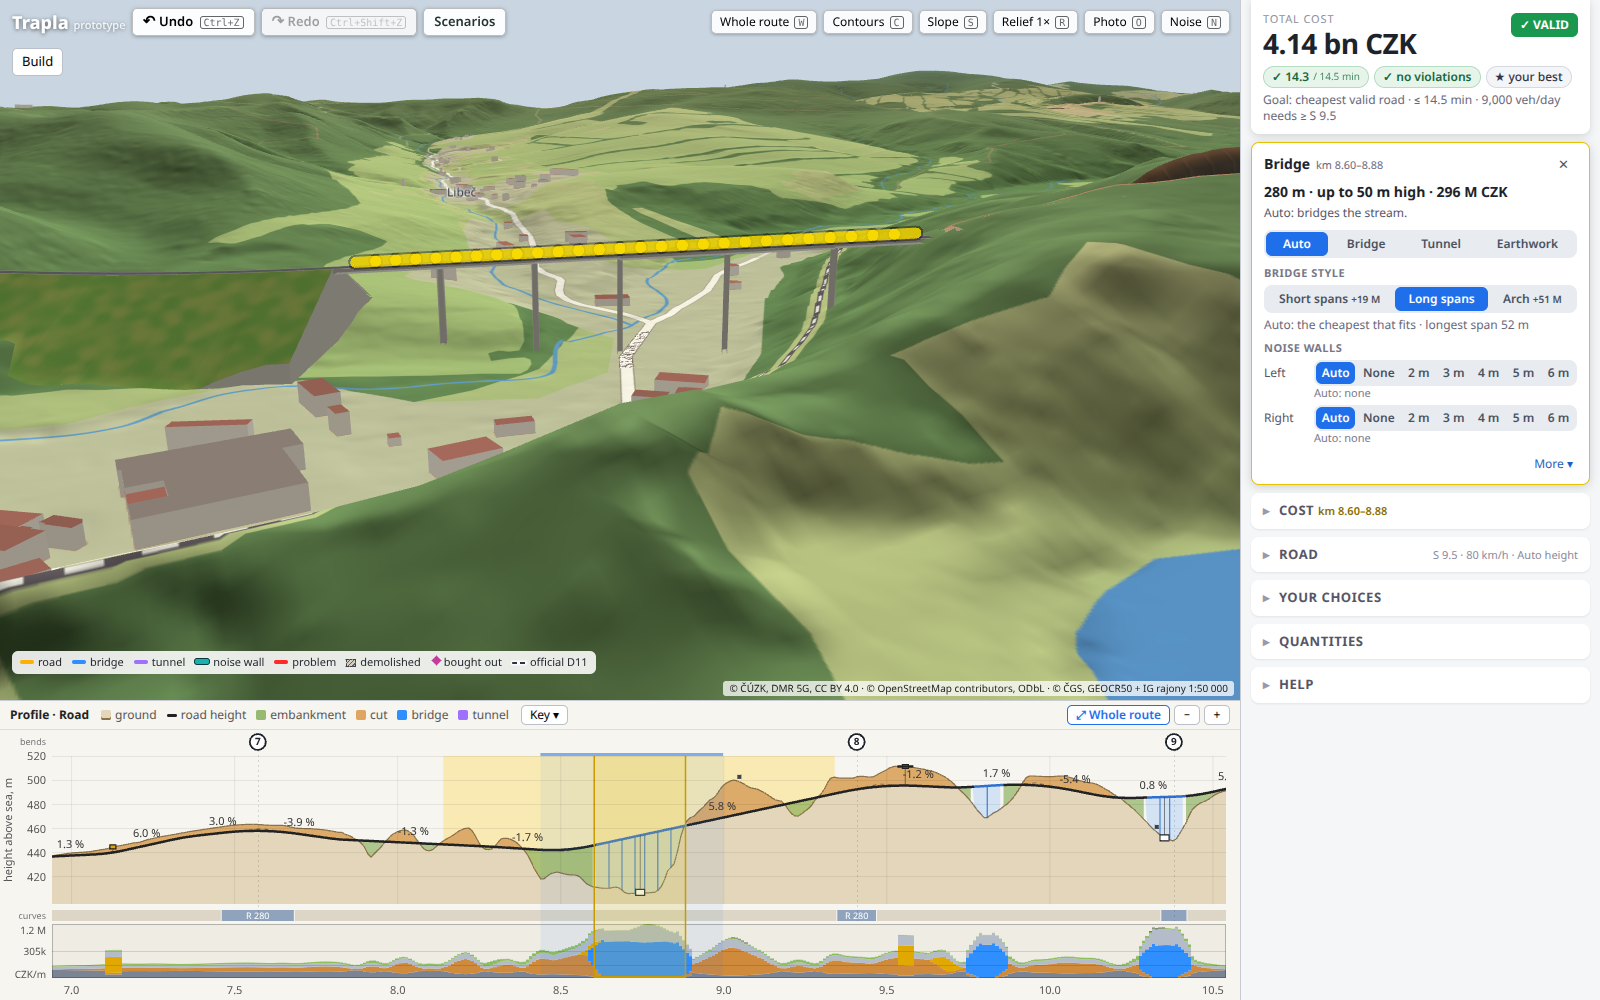 Trapla prototype
↶ Undo Ctrl+Z
↷ Redo Ctrl+Shift+Z
Scenarios
Whole route W
Contours C
Slope S
Relief 1× R
Photo O
Noise N
Build
Libeč
road
bridge
tunnel
noise wall
problem
demolished
bought out
official D11
© ČÚZK, DMR 5G, CC BY 4.0 · © OpenStreetMap contributors, ODbL · © ČGS, GEOCR50 + IG rajony 1:50 000
TOTAL COST
✓ VALID
4.14 bn CZK
✓ 14.3 / 14.5 min
✓ no violations
★ your best
Goal: cheapest valid road · ≤ 14.5 min · 9,000 veh/day
needs ≥ S 9.5
Bridge km 8.60–8.88 ✕
280 m · up to 50 m high · 296 M CZK
Auto: bridges the stream.
Auto Bridge Tunnel Earthwork
BRIDGE STYLE
Short spans +19 M Long spans Arch +51 M
Auto: the cheapest that fits · longest span 52 m
NOISE WALLS
Left Auto None 2 m 3 m 4 m 5 m 6 m
Auto: none
Right Auto None 2 m 3 m 4 m 5 m 6 m
Auto: none
More ▾
▶ COST km 8.60–8.88
▶ ROAD S 9.5 · 80 km/h · Auto height
▶ YOUR CHOICES
▶ QUANTITIES
▶ HELP
Profile · Road
ground
road height
embankment
cut
bridge
tunnel
Key ▾
⤢ Whole route
−
+
bends
7
8
9
height above sea, m
520
500
480
460
440
420
1.3 %
6.0 %
3.0 %
-3.9 %
-1.3 %
-1.7 %
5.8 %
-1.2 %
1.7 %
-5.4 %
0.8 %
5.
curves
R 280
R 280
1.2 M
305k
CZK/m
7.0
7.5
8.0
8.5
9.0
9.5
10.0
10.5